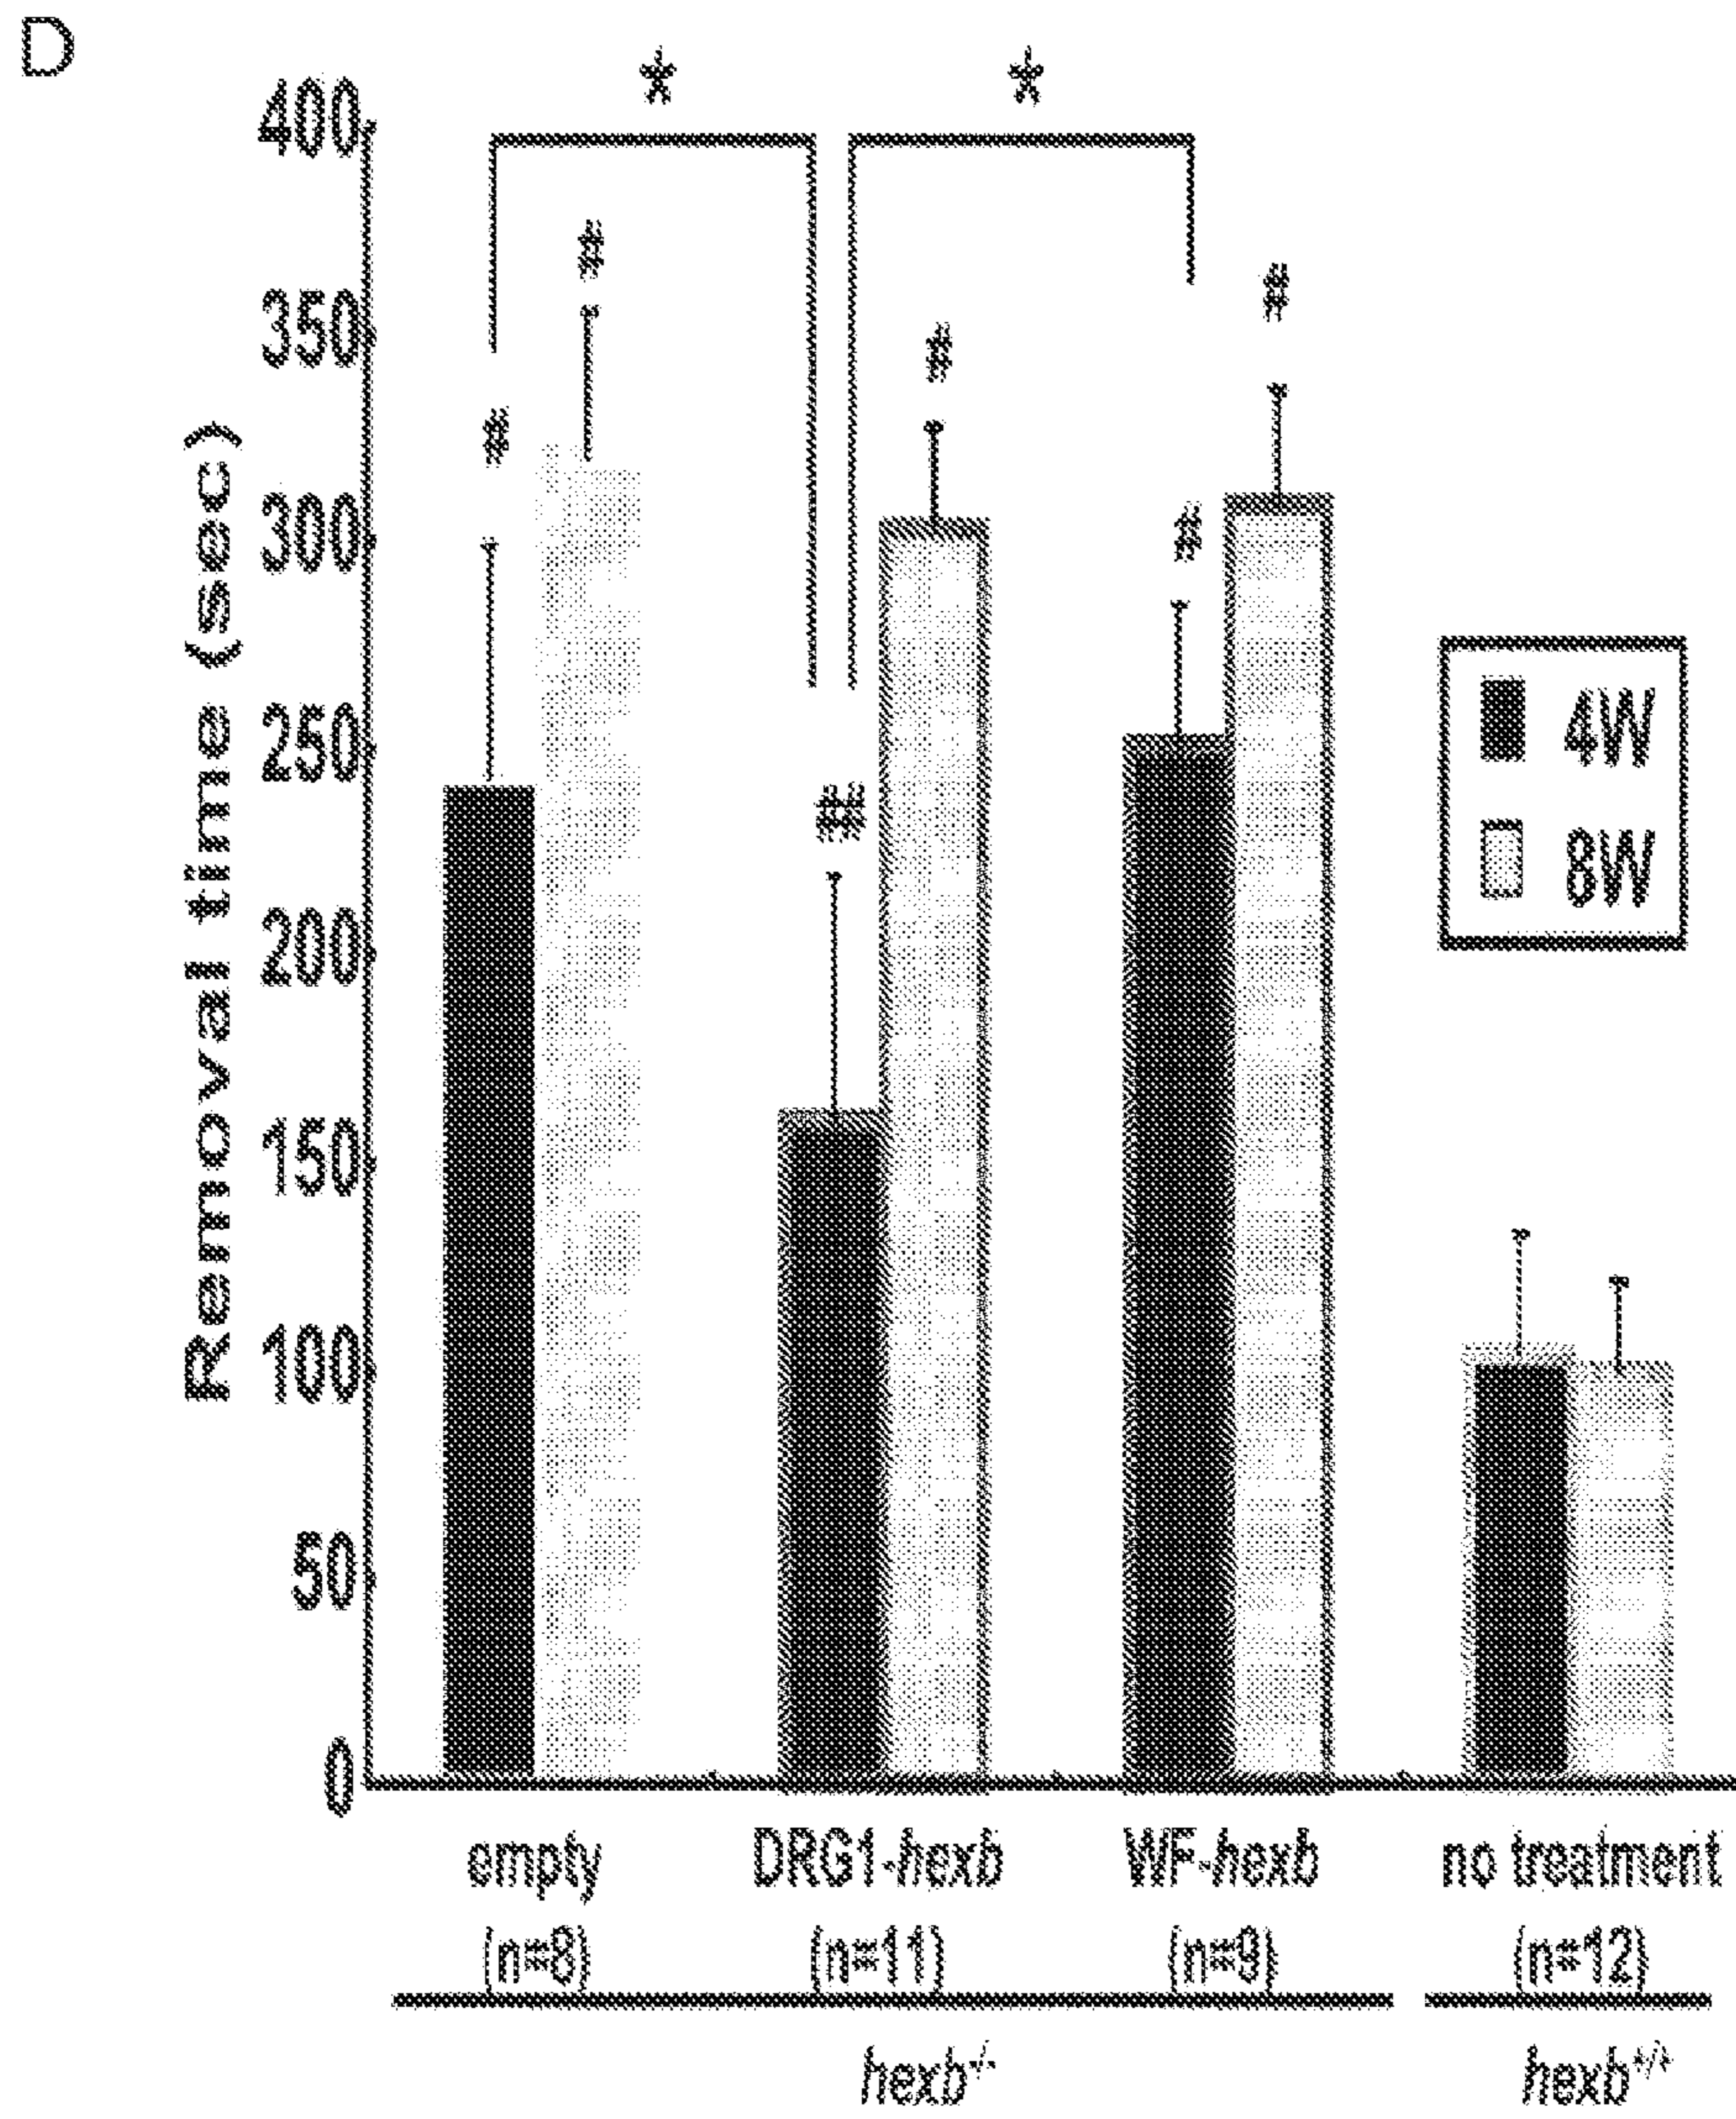 D
* *
400
350
300
250
200
150
100
50
0
Removal time (sec)
# # ## # # #
4W
8W
empty DRG1-hexb WF-hexb no treatment
(n=8) (n=11) (n=9) (n=12)
hexb-/- hexb+/+